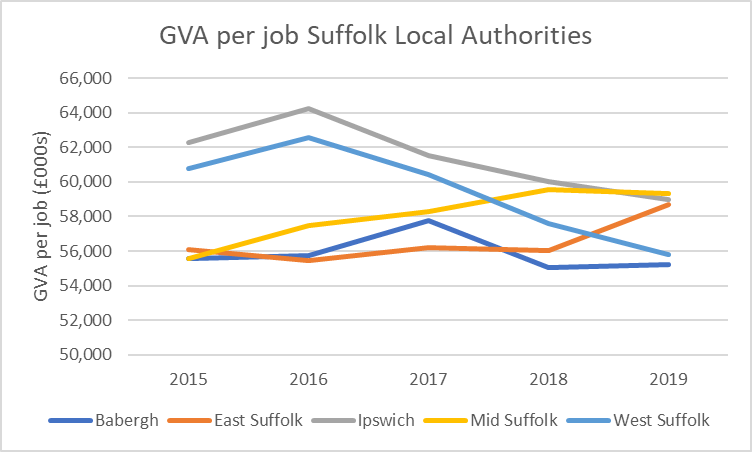 GVA per job Suffolk Local Authorities
GVA per job (£000s)
66,000
64,000
62,000
60,000
58,000
56,000
54,000
52,000
50,000
2015 2016 2017 2018 2019
Babergh East Suffolk Ipswich Mid Suffolk West Suffolk